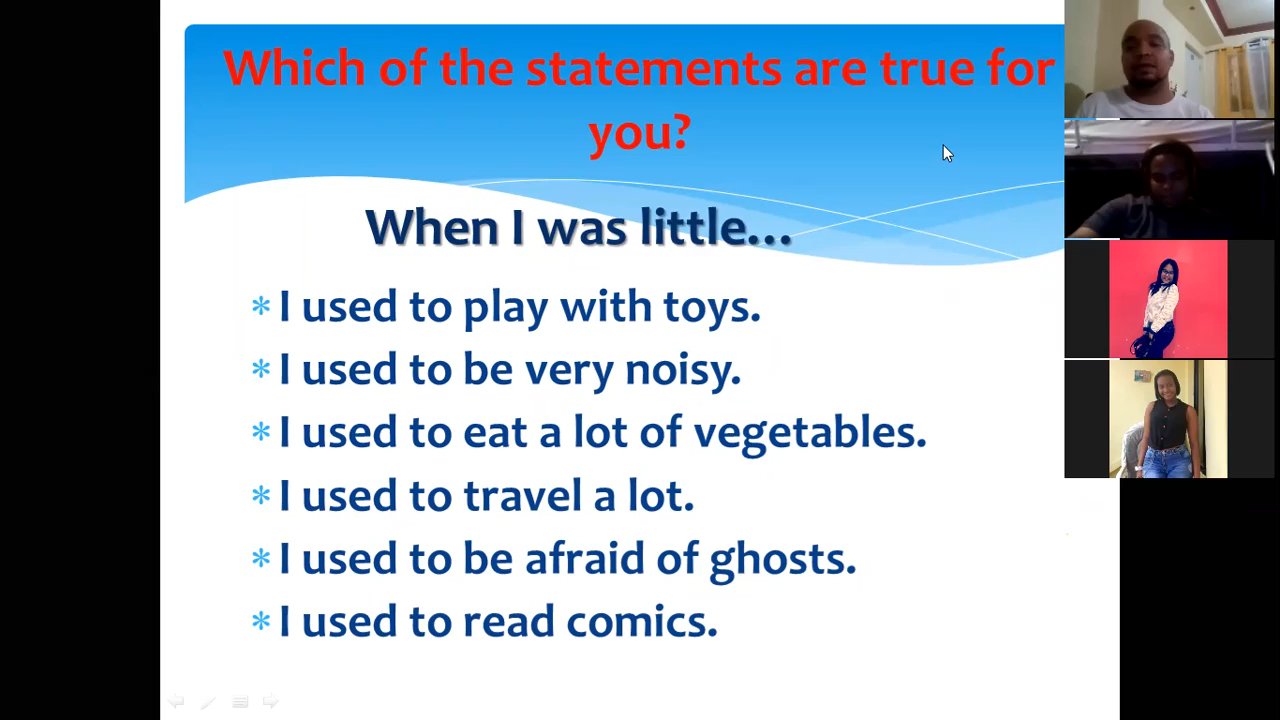 Which of the statements are true for
you?
When I was little...
* I used to play with toys.
* I used to be very noisy.
* I used to eat a lot of vegetables.
* I used to travel a lot.
* I used to be afraid of ghosts.
* I used to read comics.